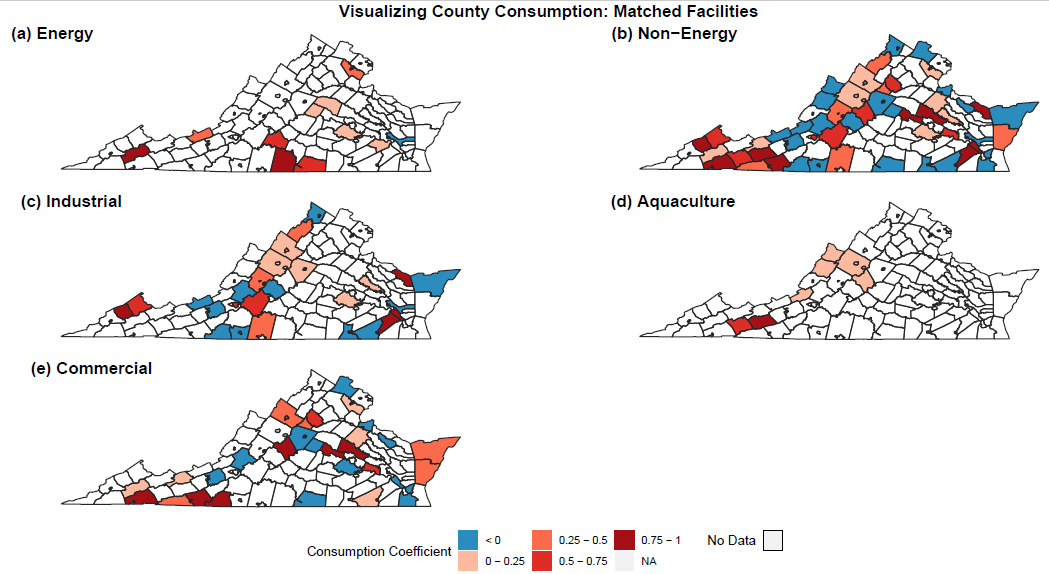 Visualizing County Consumption: Matched Facilities
(a) Energy
(b) Non−Energy
(c) Industrial
(d) Aquaculture
(e) Commercial
Consumption Coefficient
< 0
0.25 − 0.5
0.75 − 1
No Data
0 − 0.25
0.5 − 0.75
NA